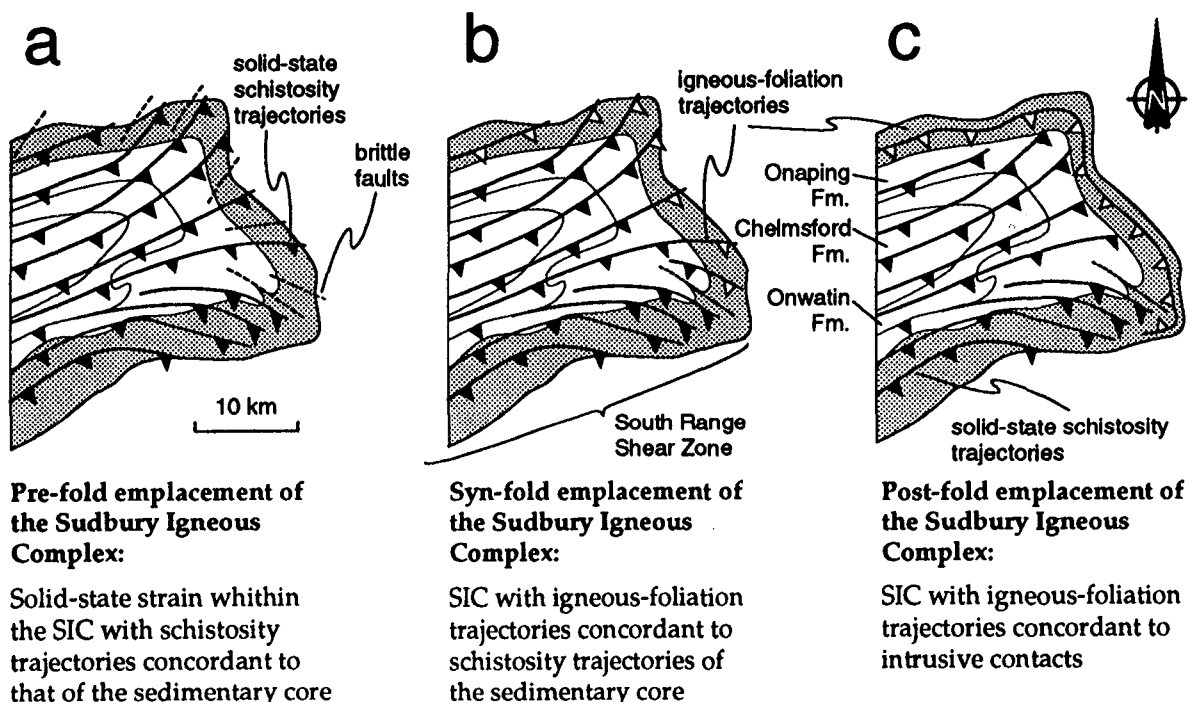 a
b
c
solid-state
schistosity
trajectories
brittle
faults
igneous-foliation
trajectories
N
Onaping
Fm.
Chelmsford
Fm.
Onwatin
Fm.
10 km
South Range
Shear Zone
solid-state schistosity
trajectories
Pre-fold emplacement of
the Sudbury Igneous
Complex:
Solid-state strain whithin
the SIC with schistosity
trajectories concordant to
that of the sedimentary core
Syn-fold emplacement of
the Sudbury Igneous
Complex:
SIC with igneous-foliation
trajectories concordant to
schistosity trajectories of
the sedimentary core
Post-fold emplacement of
the Sudbury Igneous
Complex:
SIC with igneous-foliation
trajectories concordant to
intrusive contacts